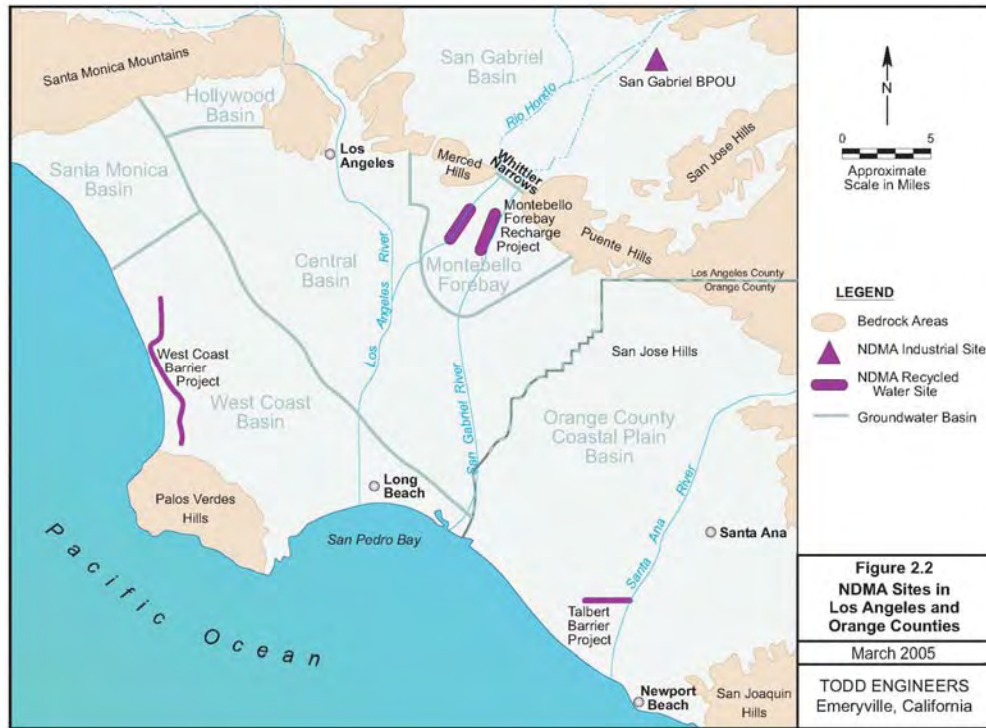 Santa Monica Mountains
San Gabriel
Basin
San Gabriel BPOU
Hollywood
Basin
Rio Hondo
Los
Angeles
Merced
Hills
Whittier
Narrows
San Jose Hills
Santa Monica
Basin
Montebello
Forebay
Recharge
Project
Puente Hills
Central
Basin
Los Angeles River
Montebello
Forebay
Los Angeles County
Orange County
West Coast
Barrier
Project
San Jose Hills
West Coast
Basin
San Gabriel River
Orange County
Coastal Plain
Basin
Santa Ana River
Palos Verdes
Hills
Long
Beach
San Pedro Bay
Santa Ana
Pacific Ocean
Talbert
Barrier
Project
Newport
Beach
San Joaquin
Hills
N
0 5
Approximate
Scale in Miles
LEGEND
Bedrock Areas
NDMA Industrial Site
NDMA Recycled
Water Site
Groundwater Basin
Figure 2.2
NDMA Sites in
Los Angeles and
Orange Counties
March 2005
TODD ENGINEERS
Emeryville, California